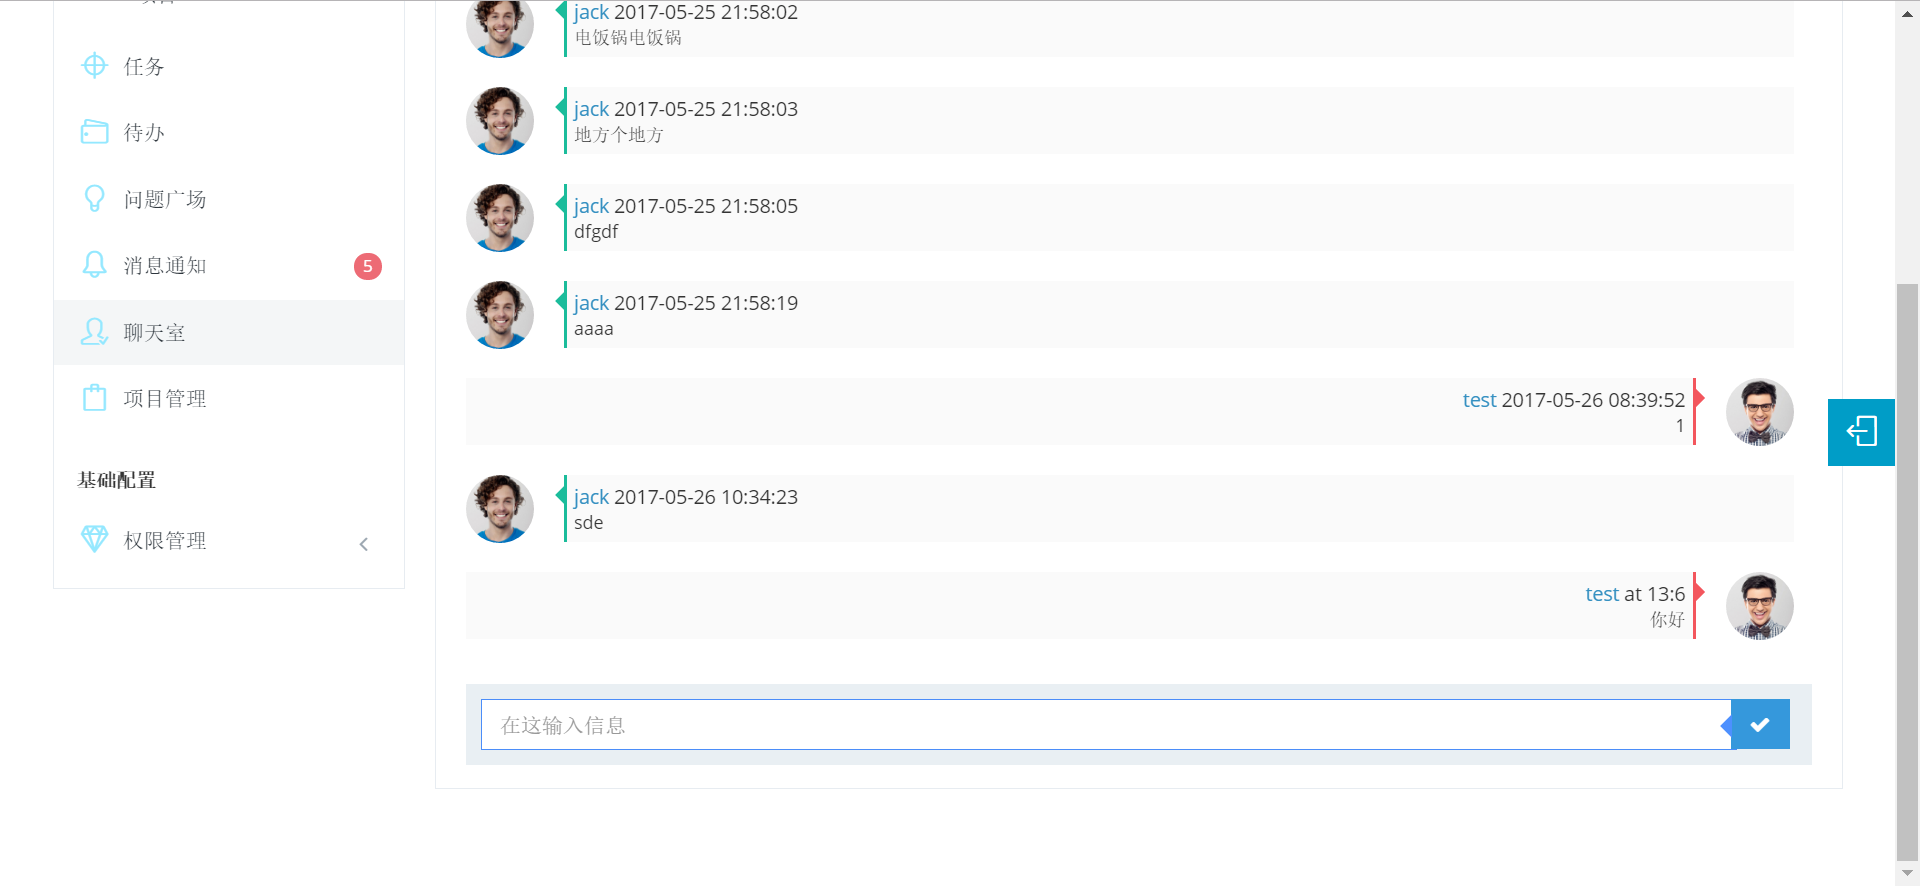 任务
待办
问题广场
消息通知
5
聊天室
项目管理
基础配置
权限管理
jack 2017-05-25 21:58:02
电饭锅电饭锅
jack 2017-05-25 21:58:03
地方个地方
jack 2017-05-25 21:58:05
dfgdf
jack 2017-05-25 21:58:19
aaaa
test 2017-05-26 08:39:52
1
jack 2017-05-26 10:34:23
sde
test at 13:6
你好
在这输入信息